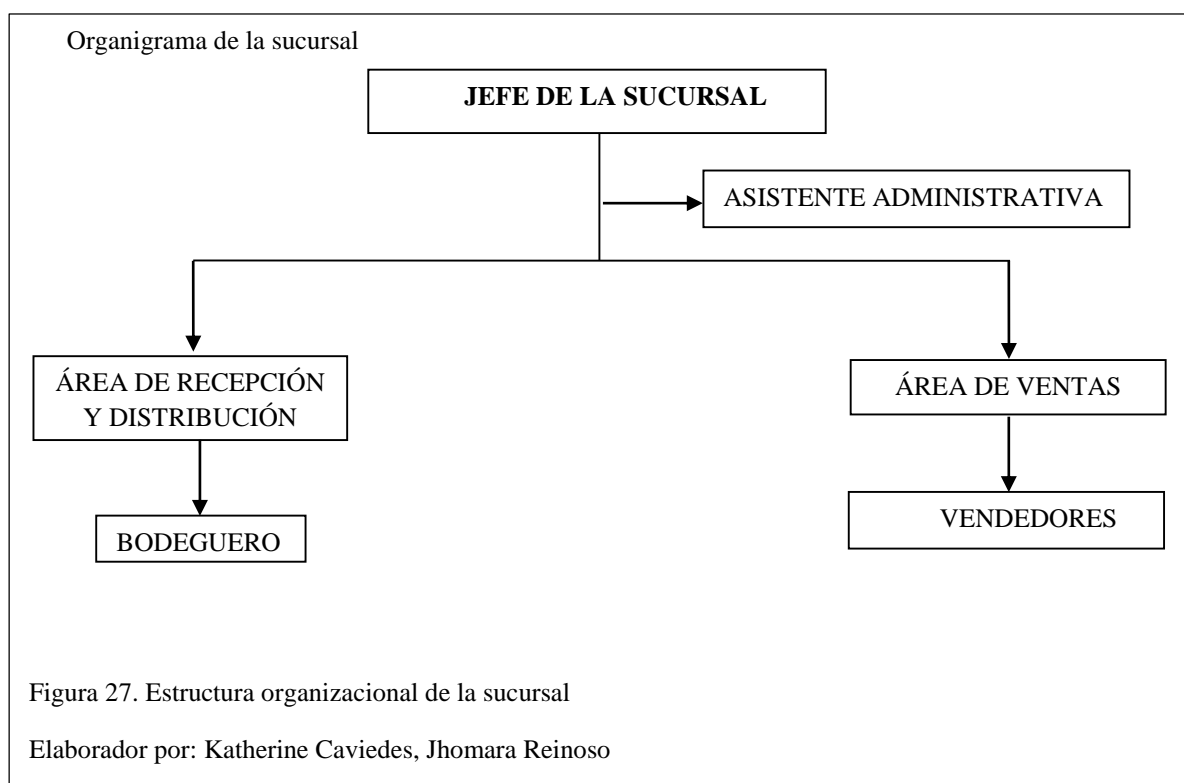 Organigrama de la sucursal
JEFE DE LA SUCURSAL
ASISTENTE ADMINISTRATIVA
ÁREA DE RECEPCIÓN
Y DISTRIBUCIÓN
ÁREA DE VENTAS
BODEGUERO
VENDEDORES
Figura 27. Estructura organizacional de la sucursal
Elaborador por: Katherine Caviedes, Jhomara Reinoso